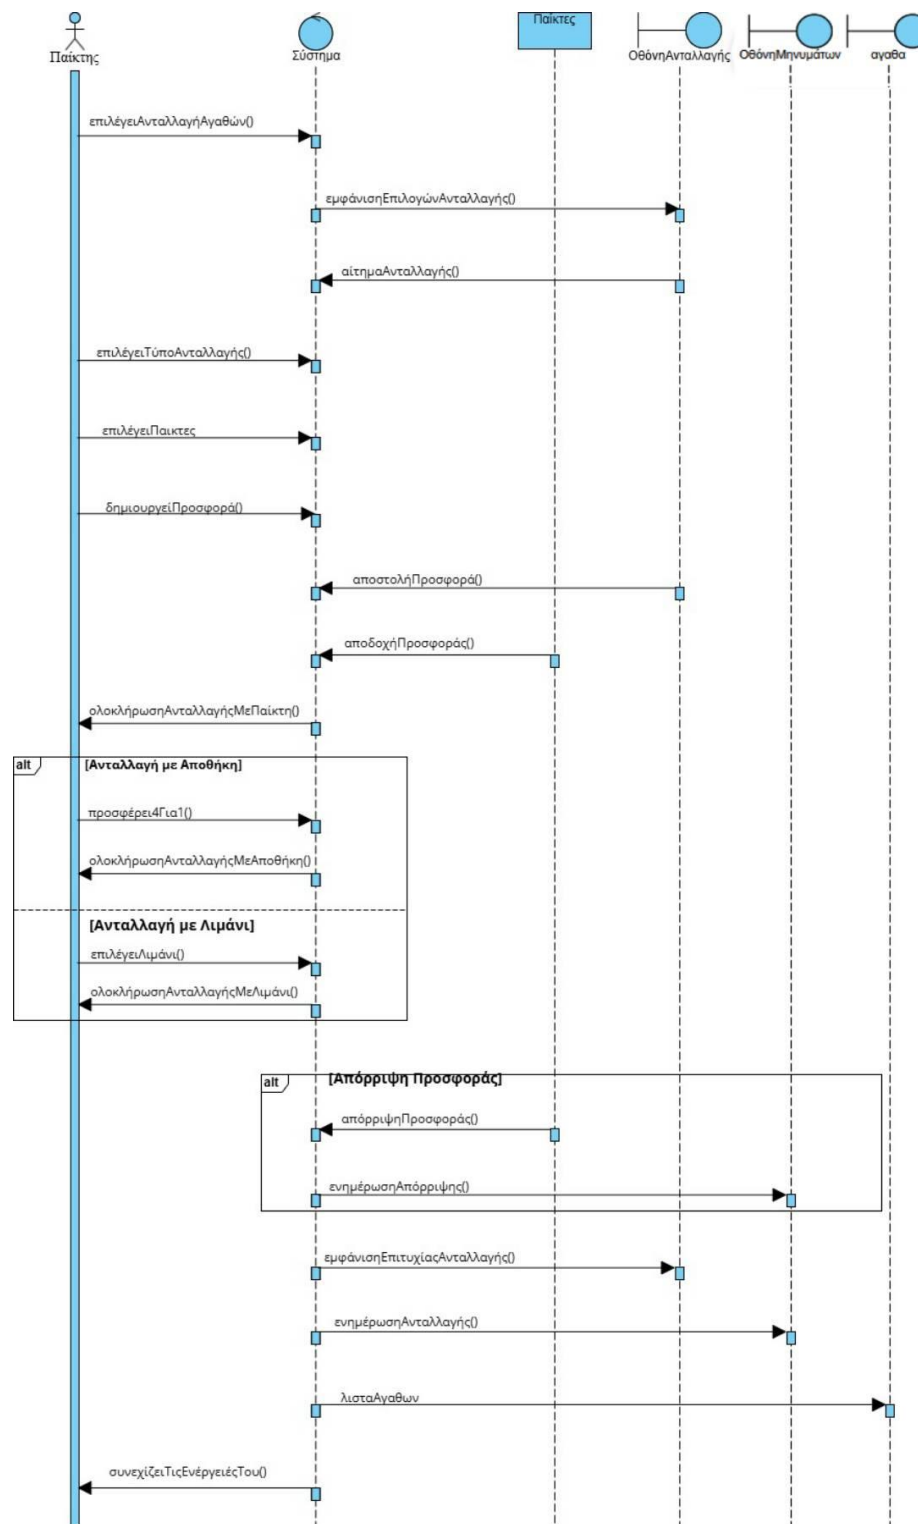 Παίκτες
Παίκτης
Σύστημα
ΟθόνηΑνταλλαγής
ΟθόνηΜηνυμάτων
αγαθα
επιλέγειΑνταλλαγήΑγαθών()
εμφάνισηΕπιλογώνΑνταλλαγής()
αίτημαΑνταλλαγής()
επιλέγειΤύποΑνταλλαγής()
επιλέγειΠαικτες
δημιουργείΠροσφορά()
αποστολήΠροσφορά()
αποδοχήΠροσφοράς()
ολοκλήρωσηΑνταλλαγήςΜεΠαίκτη()
alt [Ανταλλαγή με Αποθήκη]
προσφέρει4Για1()
ολοκλήρωσηΑνταλλαγήςΜεΑποθήκη()
[Ανταλλαγή με Λιμάνι]
επιλέγειΛιμάνι()
ολοκλήρωσηΑνταλλαγήςΜεΛιμάνι()
alt [Απόρριψη Προσφοράς]
απόρριψηΠροσφοράς()
ενημέρωσηΑπόρριψης()
εμφάνισηΕπιτυχίαςΑνταλλαγής()
ενημέρωσηΑνταλλαγής()
λισταΑγαθων
συνεχίζειΤιςΕνέργειέςΤου()